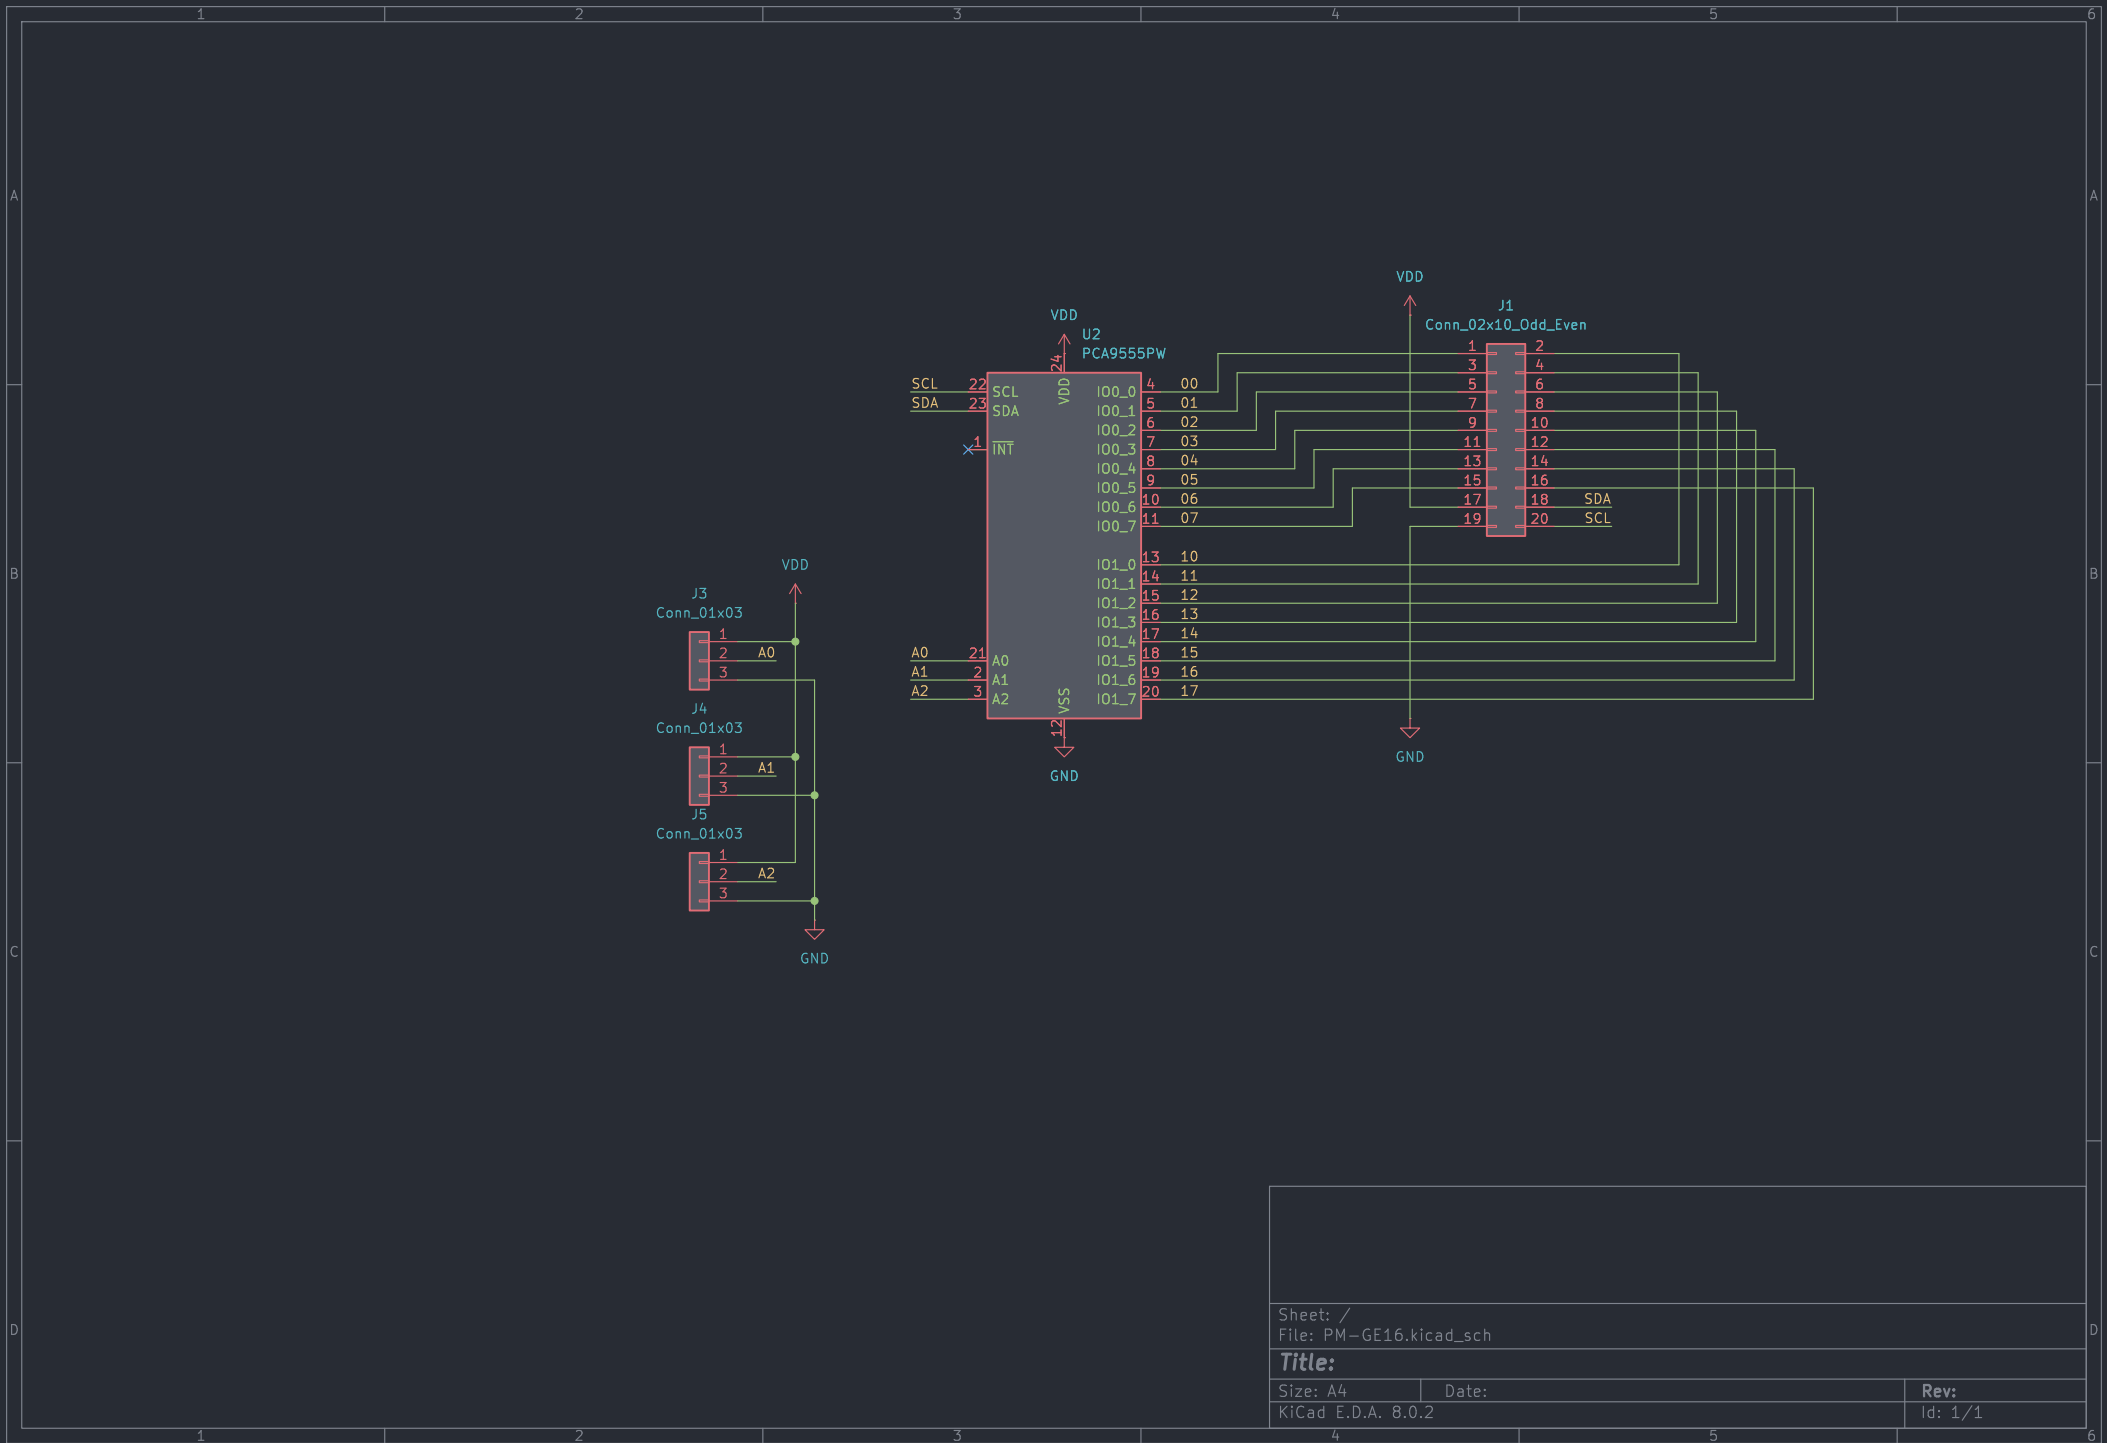 1 2 3 4 5 6
A A
VDD
J1
Conn_02x10_Odd_Even
VDD
U2
PCA9555PW
1 2
3 4
5 6
7 8
9 10
11 12
13 14
15 16
17 18 SDA
19 20 SCL
24
VDD
SCL 22 SCL
SDA 23 SDA
1 INT
IO0_0 4 00
IO0_1 5 01
IO0_2 6 02
IO0_3 7 03
IO0_4 8 04
IO0_5 9 05
IO0_6 10 06
IO0_7 11 07
IO1_0 13 10
IO1_1 14 11
IO1_2 15 12
IO1_3 16 13
IO1_4 17 14
IO1_5 18 15
IO1_6 19 16
IO1_7 20 17
A0 21 A0
A1 2 A1
A2 3 A2
VSS
12
GND
GND
B B
VDD
J3
Conn_01x03
1
2 A0
3
J4
Conn_01x03
1
2 A1
3
J5
Conn_01x03
1
2 A2
3
GND
C C
D D
Sheet: /
File: PM-GE16.kicad_sch
Title:
Size: A4 Date: Rev:
KiCad E.D.A. 8.0.2 Id: 1/1
1 2 3 4 5 6